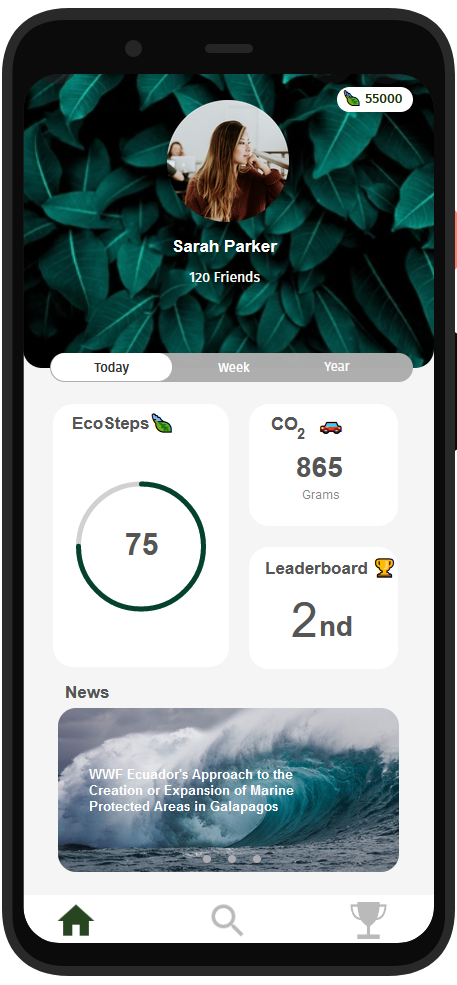 55000
Sarah Parker
120 Friends
Today Week Year
EcoSteps
75
CO2
865
Grams
Leaderboard
2nd
News
WWF Ecuador's Approach to the
Creation or Expansion of Marine
Protected Areas in Galapagos